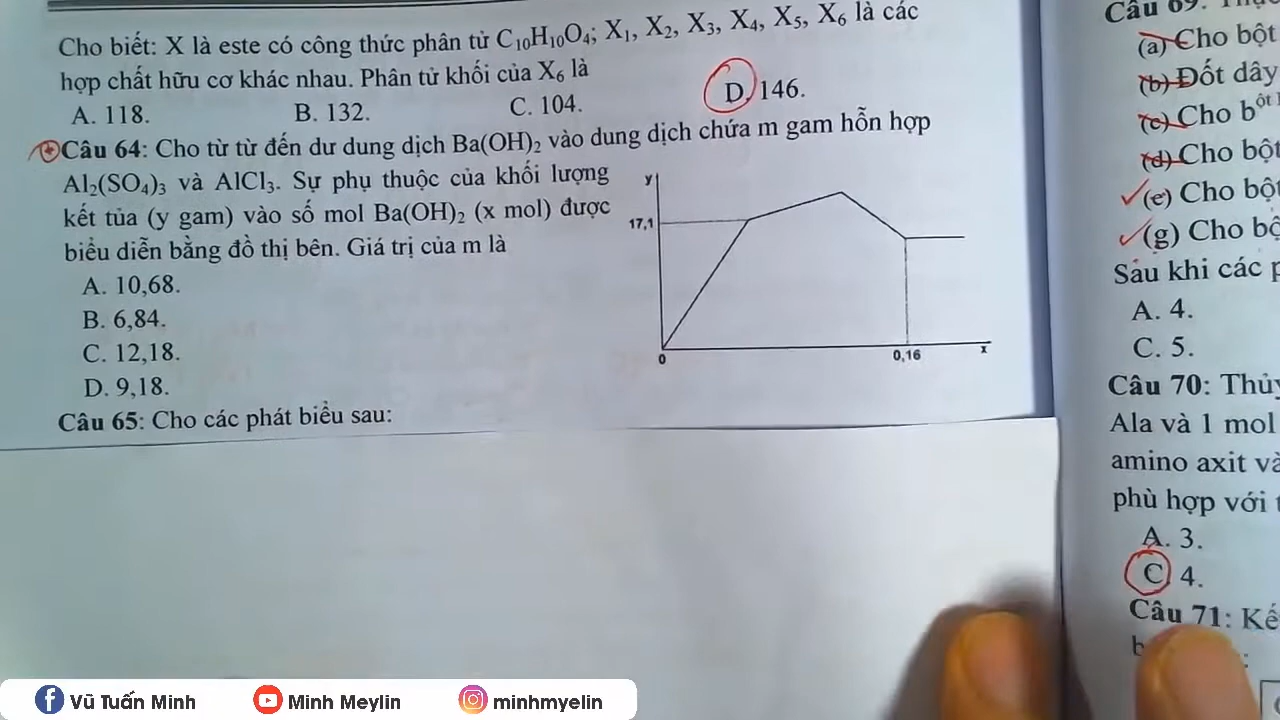 Cho biết: X là este có công thức phân tử C₁₀H₁₀O₄; X₁, X₂, X₃, X₄, X₅, X₆ là các
hợp chất hữu cơ khác nhau. Phân tử khối của X₆ là
A. 118. B. 132. C. 104. D. 146.
Câu 64: Cho từ từ đến dư dung dịch Ba(OH)₂ vào dung dịch chứa m gam hỗn hợp
Al₂(SO₄)₃ và AlCl₃. Sự phụ thuộc của khối lượng
kết tủa (y gam) vào số mol Ba(OH)₂ (x mol) được
biểu diễn bằng đồ thị bên. Giá trị của m là
A. 10,68.
B. 6,84.
C. 12,18.
D. 9,18.
y
17,1
0
0,16
x
Câu 65: Cho các phát biểu sau:
Câu 69:
(a) Cho bột
(b) Đốt dây
(c) Cho bột
(d) Cho bột
(e) Cho bột
(g) Cho
Sau khi các
A. 4.
C. 5.
Câu 70:
Ala và 1 mol
amino axit
phù hợp với
A. 3.
C. 4.
Câu 71:
Vũ Tuấn Minh
Minh Meylin
minhmyelin